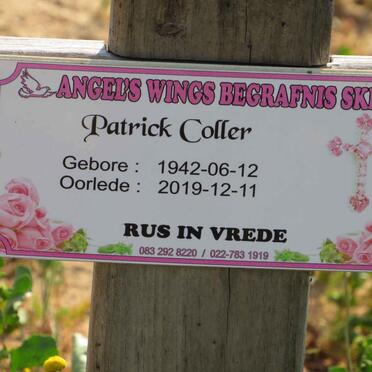 ANGEL'S WINGS BEGRAFNIS
Patrick Coller
Gebore : 1942-06-12
Oorlede : 2019-12-11
RUS IN VREDE
083 292 8220 / 022-783 1919